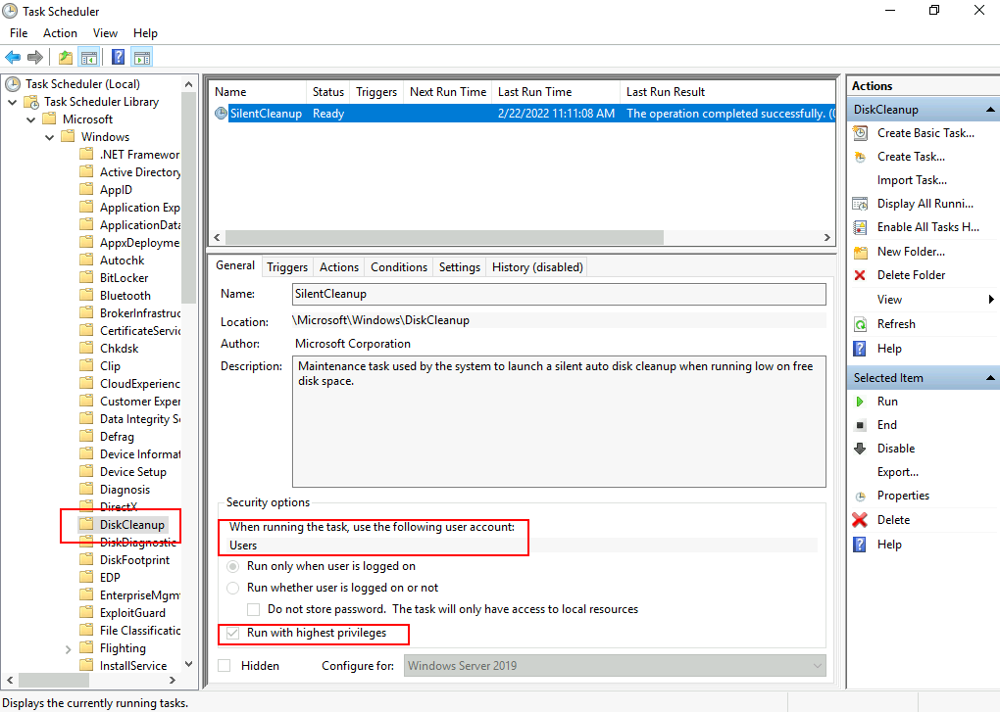 Task Scheduler
File Action View Help
Task Scheduler (Local)
Task Scheduler Library
Microsoft
Windows
.NET Framewor
Active Directory
AppID
Application Exp
ApplicationData
AppxDeployme
Autochk
BitLocker
Bluetooth
BrokerInfrastruc
CertificateServic
Chkdsk
Clip
CloudExperienc
Customer Exper
Data Integrity Sc
Defrag
Device Informat
Device Setup
Diagnosis
DirectX
DiskCleanup
DiskDiagnostic
DiskFootprint
EDP
EnterpriseMgmt
ExploitGuard
File Classificatic
Flighting
InstallService
Name Status Triggers Next Run Time Last Run Time Last Run Result
SilentCleanup Ready 2/22/2022 11:11:08 AM The operation completed successfully. (0
General Triggers Actions Conditions Settings History (disabled)
Name: SilentCleanup
Location: \Microsoft\Windows\DiskCleanup
Author: Microsoft Corporation
Description: Maintenance task used by the system to launch a silent auto disk cleanup when running low on free
disk space.
Security options
When running the task, use the following user account:
Users
Run only when user is logged on
Run whether user is logged on or not
Do not store password. The task will only have access to local resources
Run with highest privileges
Hidden Configure for: Windows Server 2019
Actions
DiskCleanup
Create Basic Task...
Create Task...
Import Task...
Display All Runni...
Enable All Tasks H...
New Folder...
Delete Folder
View
Refresh
Help
Selected Item
Run
End
Disable
Export...
Properties
Delete
Help
Displays the currently running tasks.